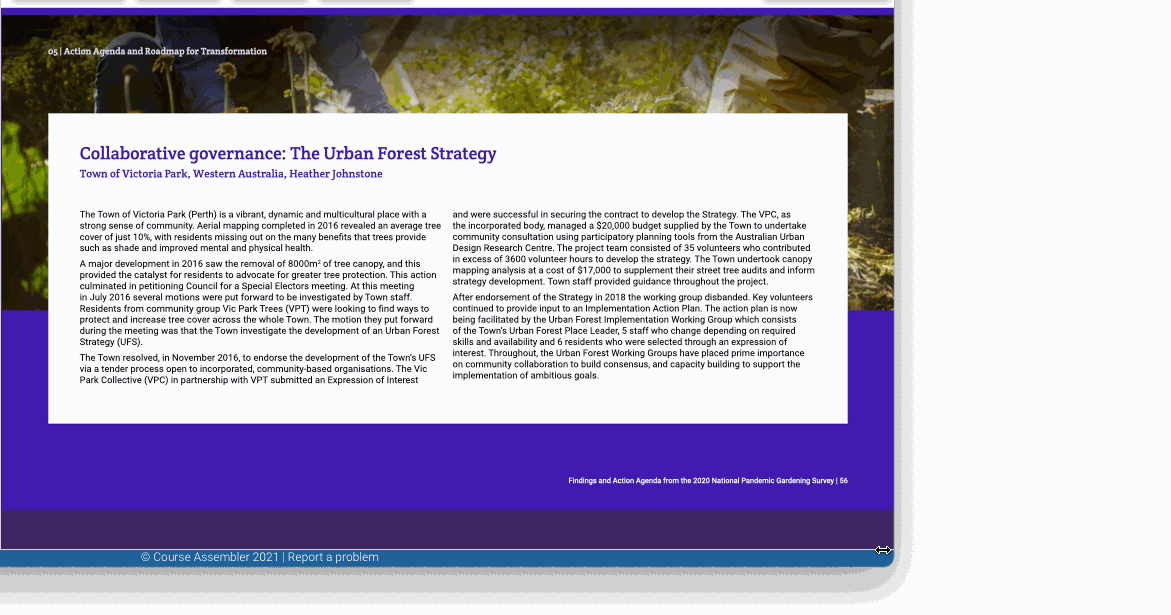 05 | Action Agenda and Roadmap for Transformation
Collaborative governance: The Urban Forest Strategy
Town of Victoria Park, Western Australia, Heather Johnstone
The Town of Victoria Park (Perth) is a vibrant, dynamic and multicultural place with a
strong sense of community. Aerial mapping completed in 2016 revealed an average tree
cover of just 10%, with residents missing out on the many benefits that trees provide
such as shade and improved mental and physical health.
A major development in 2016 saw the removal of 8000m² of tree canopy, and this
provided the catalyst for residents to advocate for greater tree protection. This action
culminated in petitioning Council for a Special Electors meeting. At this meeting
in July 2016 several motions were put forward to be investigated by Town staff.
Residents from community group Vic Park Trees (VPT) were looking to find ways to
protect and increase tree cover across the whole Town. The motion they put forward
during the meeting was that the Town investigate the development of an Urban Forest
Strategy (UFS).
The Town resolved, in November 2016, to endorse the development of the Town's UFS
via a tender process open to incorporated, community-based organisations. The Vic
Park Collective (VPC) in partnership with VPT submitted an Expression of Interest
and were successful in securing the contract to develop the Strategy. The VPC, as
the incorporated body, managed a $20,000 budget supplied by the Town to undertake
community consultation using participatory planning tools from the Australian Urban
Design Research Centre. The project team consisted of 35 volunteers who contributed
in excess of 3600 volunteer hours to develop the strategy. The Town undertook canopy
mapping analysis at a cost of $17,000 to supplement their street tree audits and inform
strategy development. Town staff provided guidance throughout the project.
After endorsement of the Strategy in 2018 the working group disbanded. Key volunteers
continued to provide input to an Implementation Action Plan. The action plan is now
being facilitated by the Urban Forest Implementation Working Group which consists
of the Town's Urban Forest Place Leader, 5 staff who change depending on required
skills and availability and 6 residents who were selected through an expression of
interest. Throughout, the Urban Forest Working Groups have placed prime importance
on community collaboration to build consensus, and capacity building to support the
implementation of ambitious goals.
Findings and Action Agenda from the 2020 National Pandemic Gardening Survey | 56
© Course Assembler 2021 | Report a problem